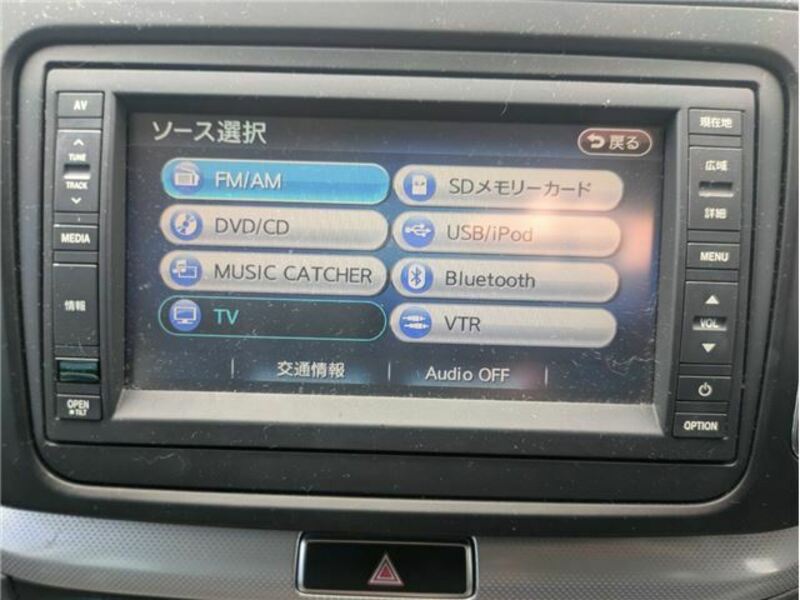 AV
TUNE
TRACK
MEDIA
情報
OPEN
TILT
ソース選択
戻る
FM/AM
SDメモリーカード
DVD/CD
USB/iPod
MUSIC CATCHER
Bluetooth
TV
VTR
交通情報
Audio OFF
現在地
広域
詳細
MENU
VOL
OPTION